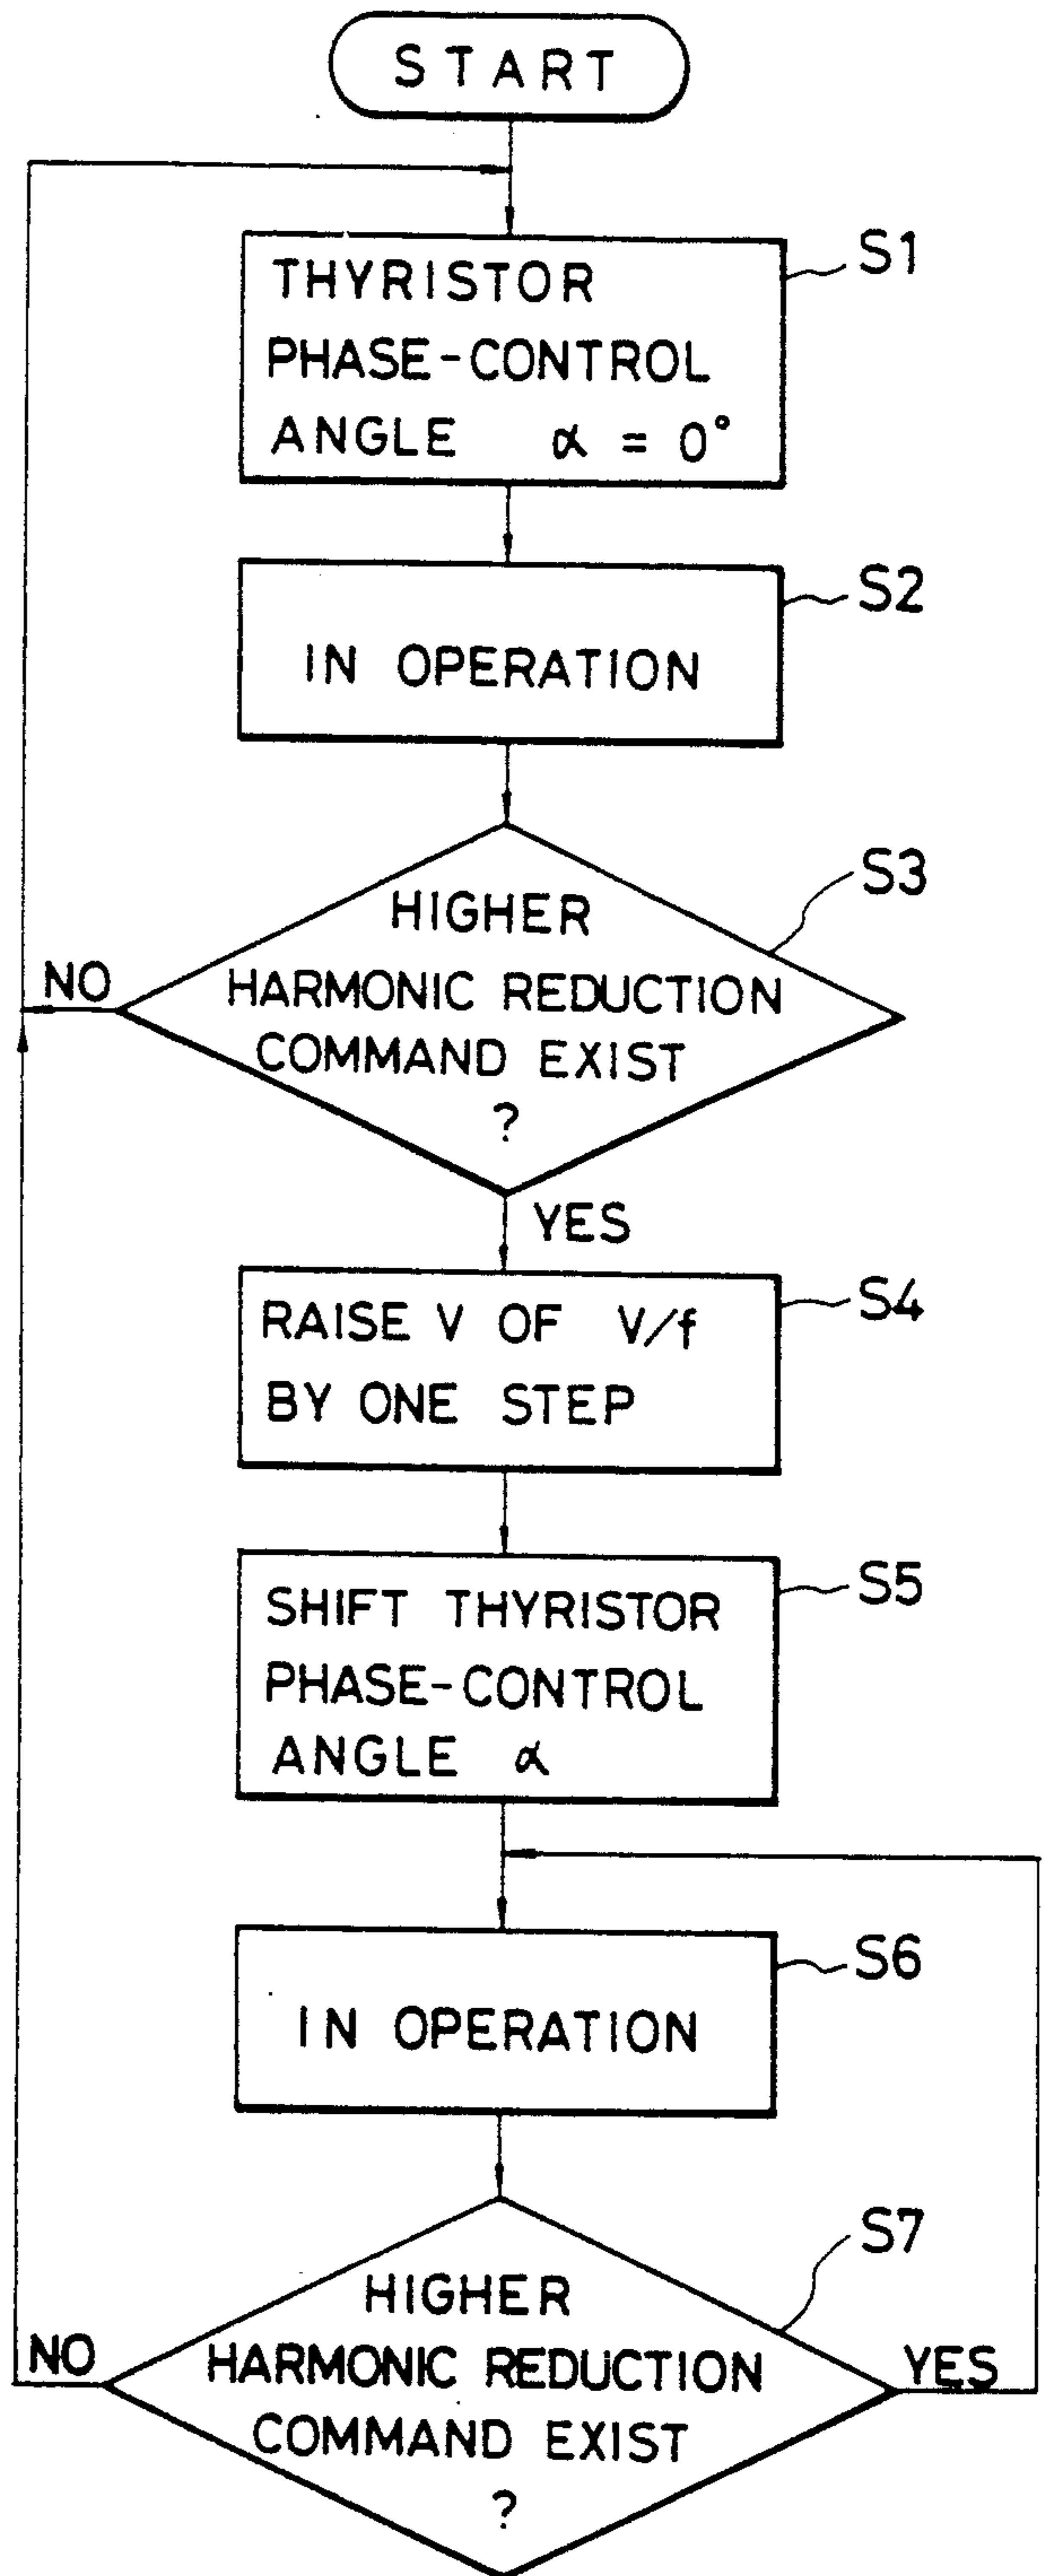 START
S1
THYRISTOR
PHASE-CONTROL
ANGLE α = 0°
S2
IN OPERATION
S3
HIGHER
HARMONIC REDUCTION
COMMAND EXIST
?
NO
YES
S4
RAISE V OF V/f
BY ONE STEP
S5
SHIFT THYRISTOR
PHASE-CONTROL
ANGLE α
S6
IN OPERATION
S7
HIGHER
HARMONIC REDUCTION
COMMAND EXIST
?
NO
YES